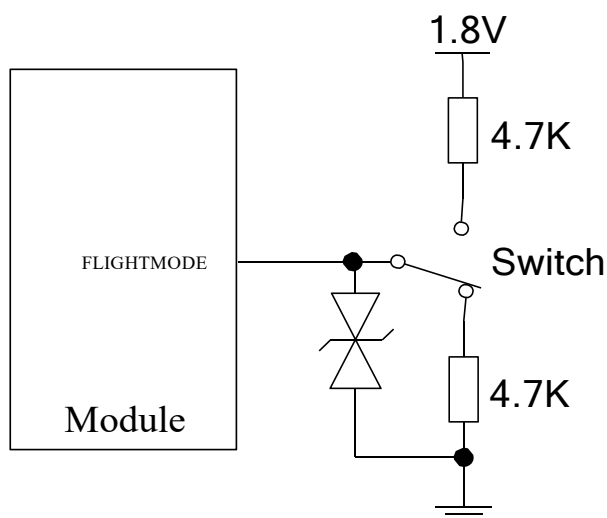 1.8V
4.7K
FLIGHTMODE
Switch
4.7K
Module